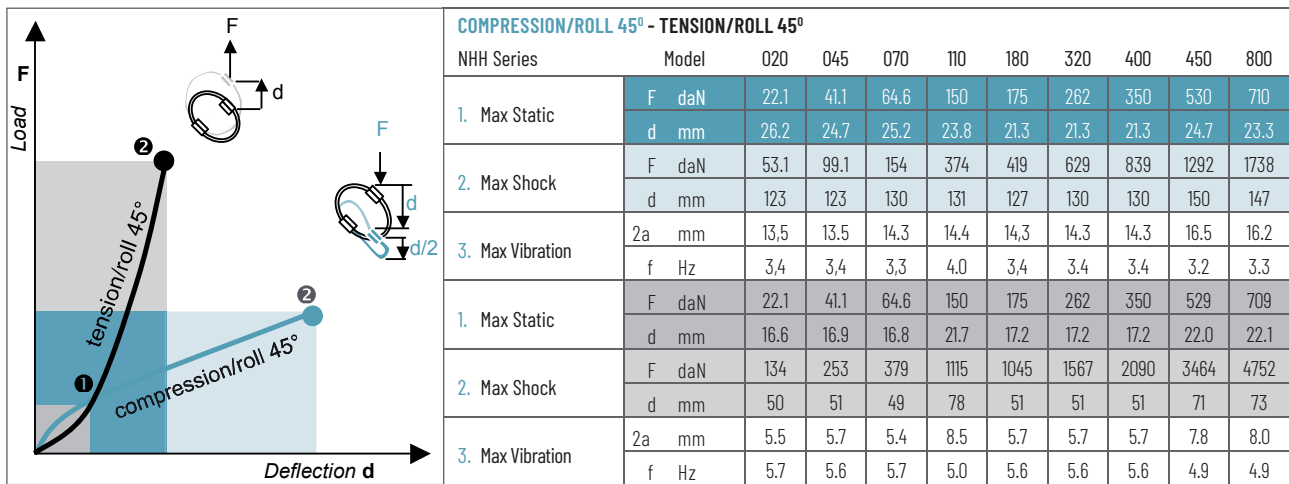 F
Load
F
d
❷
F
d
d/2
tension/roll 45°
❷
❶
compression/roll 45°
Deflection d
COMPRESSION/ROLL 45⁰ - TENSION/ROLL 45⁰
NHH Series Model 020 045 070 110 180 320 400 450 800
1. Max Static F daN 22.1 41.1 64.6 150 175 262 350 530 710
d mm 26.2 24.7 25.2 23.8 21.3 21.3 21.3 24.7 23.3
2. Max Shock F daN 53.1 99.1 154 374 419 629 839 1292 1738
d mm 123 123 130 131 127 130 130 150 147
3. Max Vibration 2a mm 13,5 13.5 14.3 14.4 14,3 14.3 14.3 16.5 16.2
f Hz 3,4 3,4 3,3 4.0 3,4 3.4 3.4 3.2 3.3
1. Max Static F daN 22.1 41.1 64.6 150 175 262 350 529 709
d mm 16.6 16.9 16.8 21.7 17.2 17.2 17.2 22.0 22.1
2. Max Shock F daN 134 253 379 1115 1045 1567 2090 3464 4752
d mm 50 51 49 78 51 51 51 71 73
3. Max Vibration 2a mm 5.5 5.7 5.4 8.5 5.7 5.7 5.7 7.8 8.0
f Hz 5.7 5.6 5.7 5.0 5.6 5.6 5.6 4.9 4.9